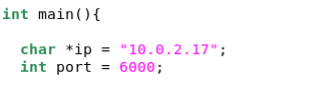 int main(){
char *ip = "10.0.2.17";
int port = 6000;